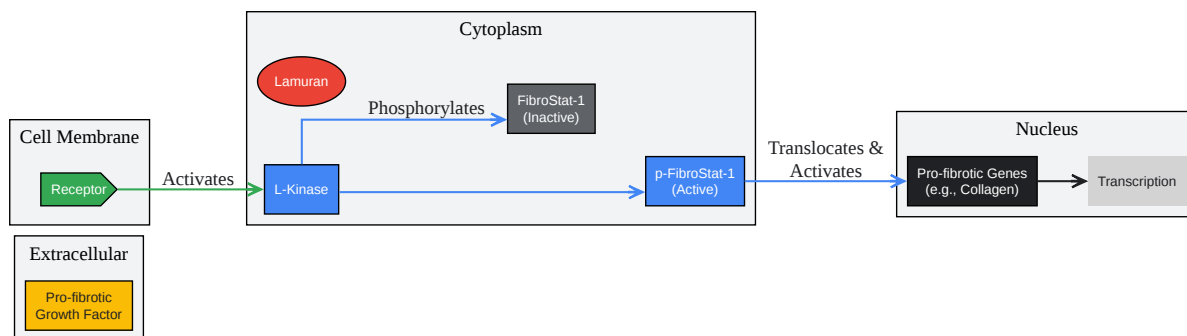 Cytoplasm
Lamuran
Phosphorylates
FibroStat-1
(Inactive)
Cell Membrane
Receptor
Activates
L-Kinase
p-FibroStat-1
(Active)
Translocates &
Activates
Nucleus
Pro-fibrotic Genes
(e.g., Collagen)
Transcription
Extracellular
Pro-fibrotic
Growth Factor